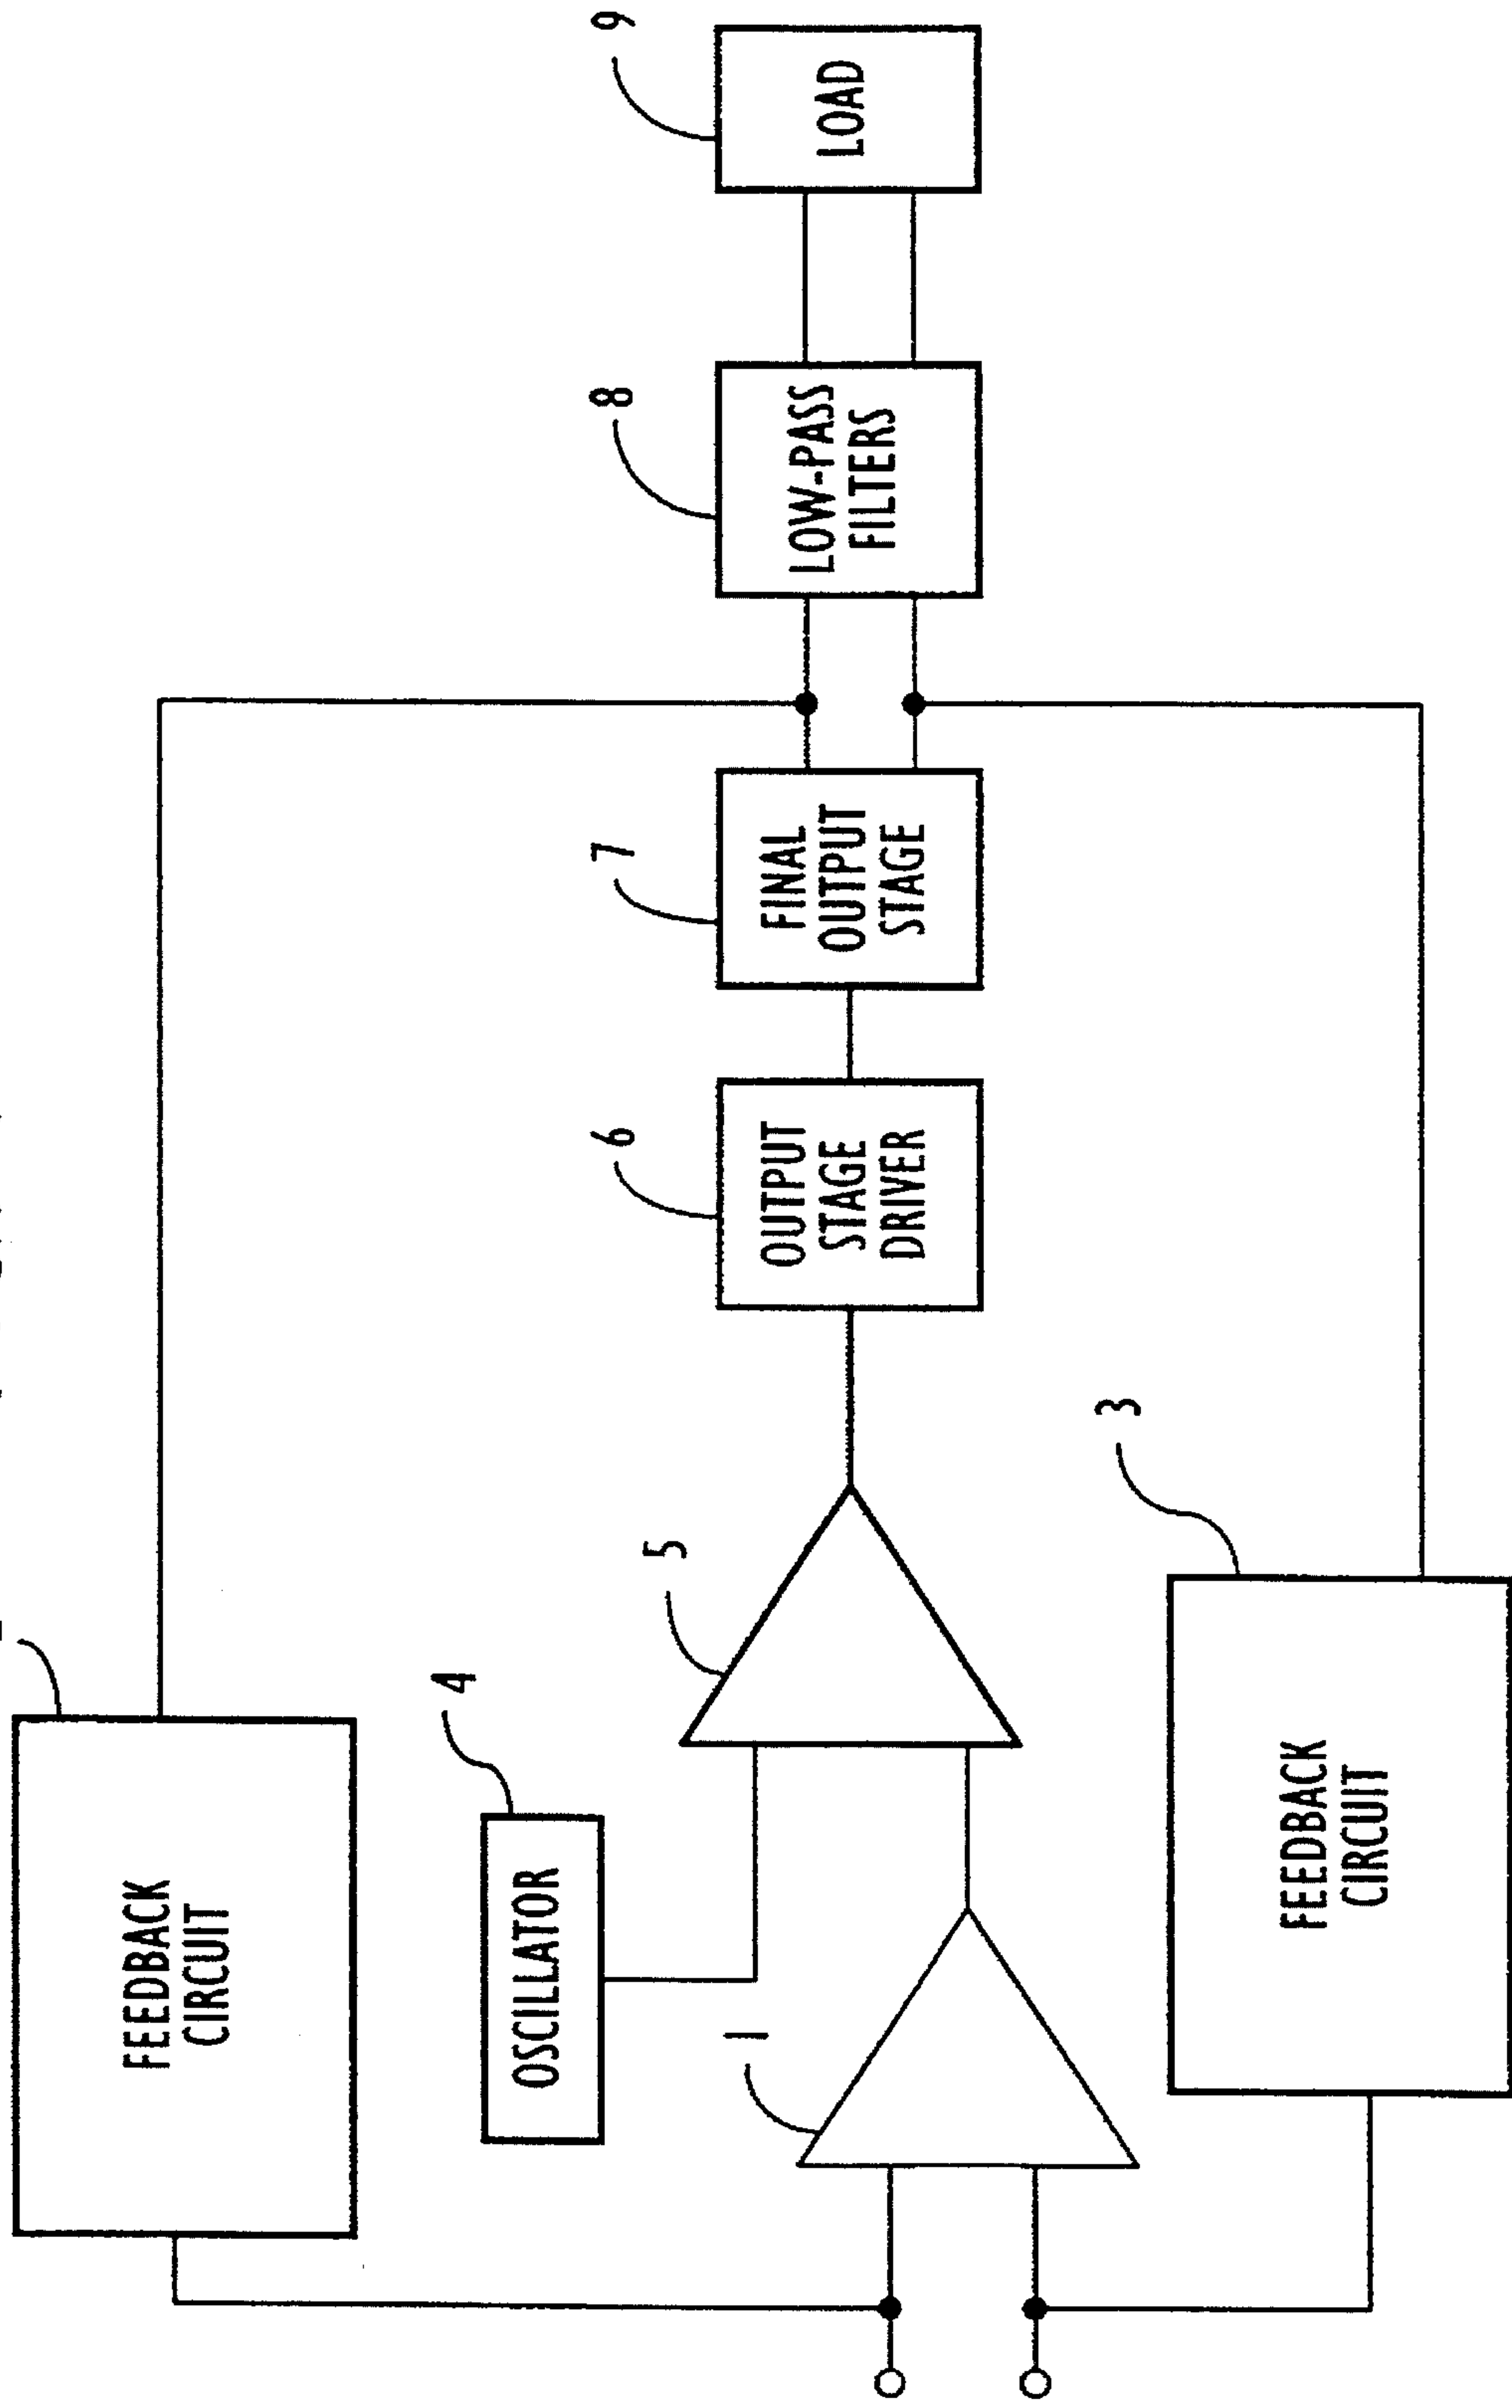 FEEDBACK
CIRCUIT
4
OSCILLATOR
1
5
3
FEEDBACK
CIRCUIT
6
OUTPUT
STAGE
DRIVER
7
FINAL
OUTPUT
STAGE
8
LOW-PASS
FILTERS
9
LOAD